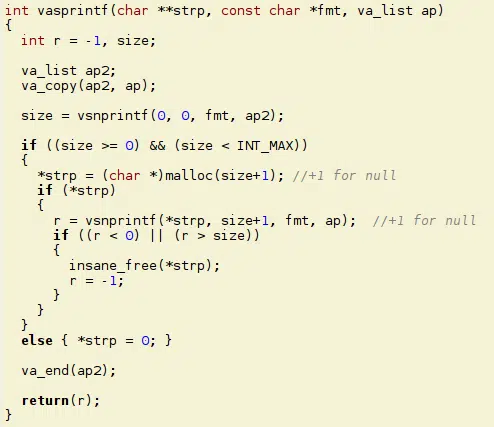 int vasprintf(char **strp, const char *fmt, va_list ap)
{
  int r = -1, size;

  va_list ap2;
  va_copy(ap2, ap);

  size = vsnprintf(0, 0, fmt, ap2);

  if ((size >= 0) && (size < INT_MAX))
  {
    *strp = (char *)malloc(size+1); //+1 for null
    if (*strp)
    {
      r = vsnprintf(*strp, size+1, fmt, ap);  //+1 for null
      if ((r < 0) || (r > size))
      {
        insane_free(*strp);
        r = -1;
      }
    }
  }
  else { *strp = 0; }

  va_end(ap2);

  return(r);
}